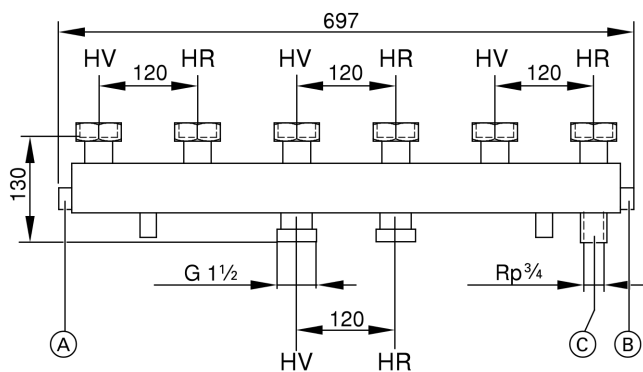 697
HV HR HV HR HV HR
120 120 120
130
G 1½ Rp¾
120
A C B
HV HR